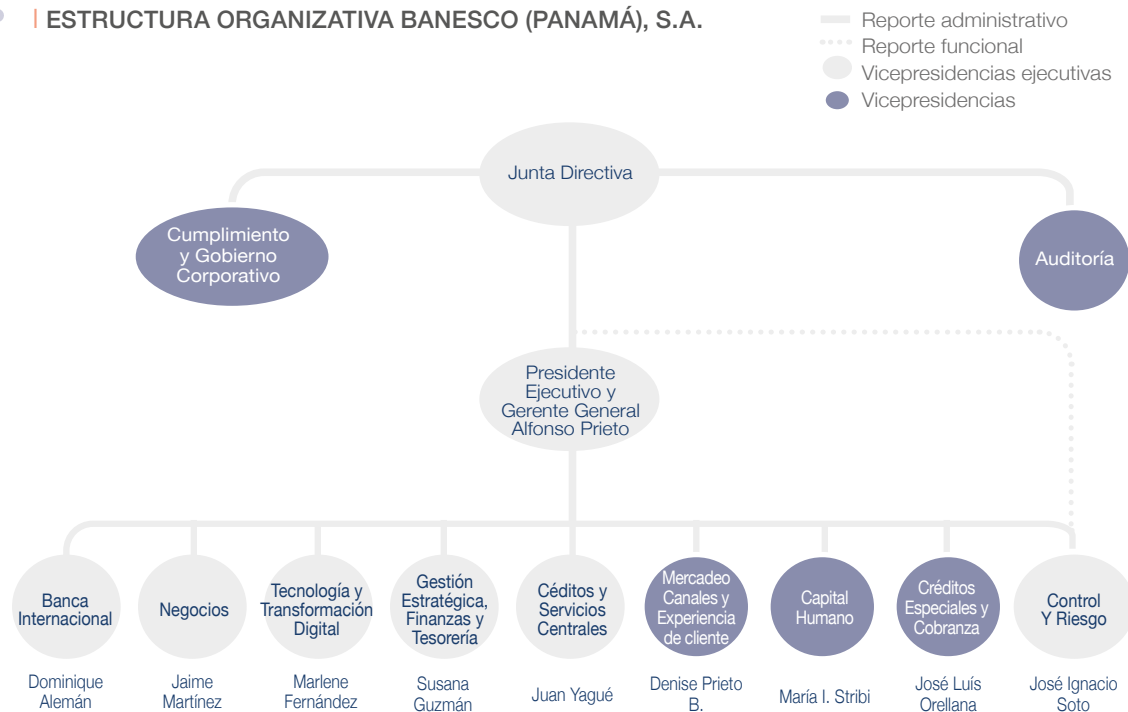 ESTRUCTURA ORGANIZATIVA BANESCO (PANAMÁ), S.A.
Reporte administrativo
Reporte funcional
Vicepresidencias ejecutivas
Vicepresidencias
Junta Directiva
Cumplimiento
y Gobierno
Corporativo
Auditoría
Presidente
Ejecutivo y
Gerente General
Alfonso Prieto
Banca
Internacional
Negocios
Tecnología y
Transformación
Digital
Gestión
Estratégica,
Finanzas y
Tesorería
Céditos y
Servicios
Centrales
Mercadeo
Canales y
Experiencia
de cliente
Capital
Humano
Créditos
Especiales y
Cobranza
Control
Y Riesgo
Dominique
Alemán
Jaime
Martínez
Marlene
Fernández
Susana
Guzmán
Juan Yagué
Denise Prieto
B.
María I. Stribi
José Luís
Orellana
José Ignacio
Soto